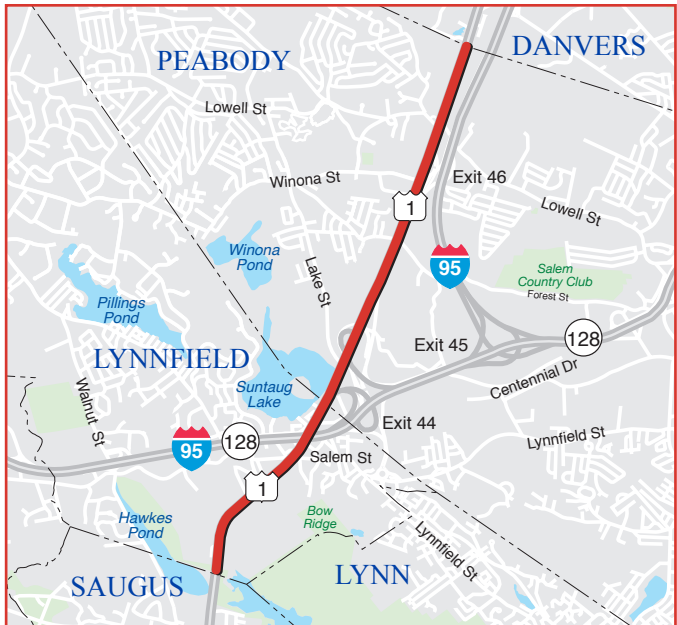 DANVERS
PEABODY
Lowell St
Winona St
Exit 46
1
Lowell St
Winona
Pond
Lake St
95
Salem
Country Club
Forest St
Pillings
Pond
128
Exit 45
LYNNFIELD
Suntaug
Lake
Centennial Dr
Walnut St
Exit 44
128
95
Lynnfield St
Salem St
1
Hawkes
Pond
Bow
Ridge
Lynnfield St
SAUGUS
LYNN